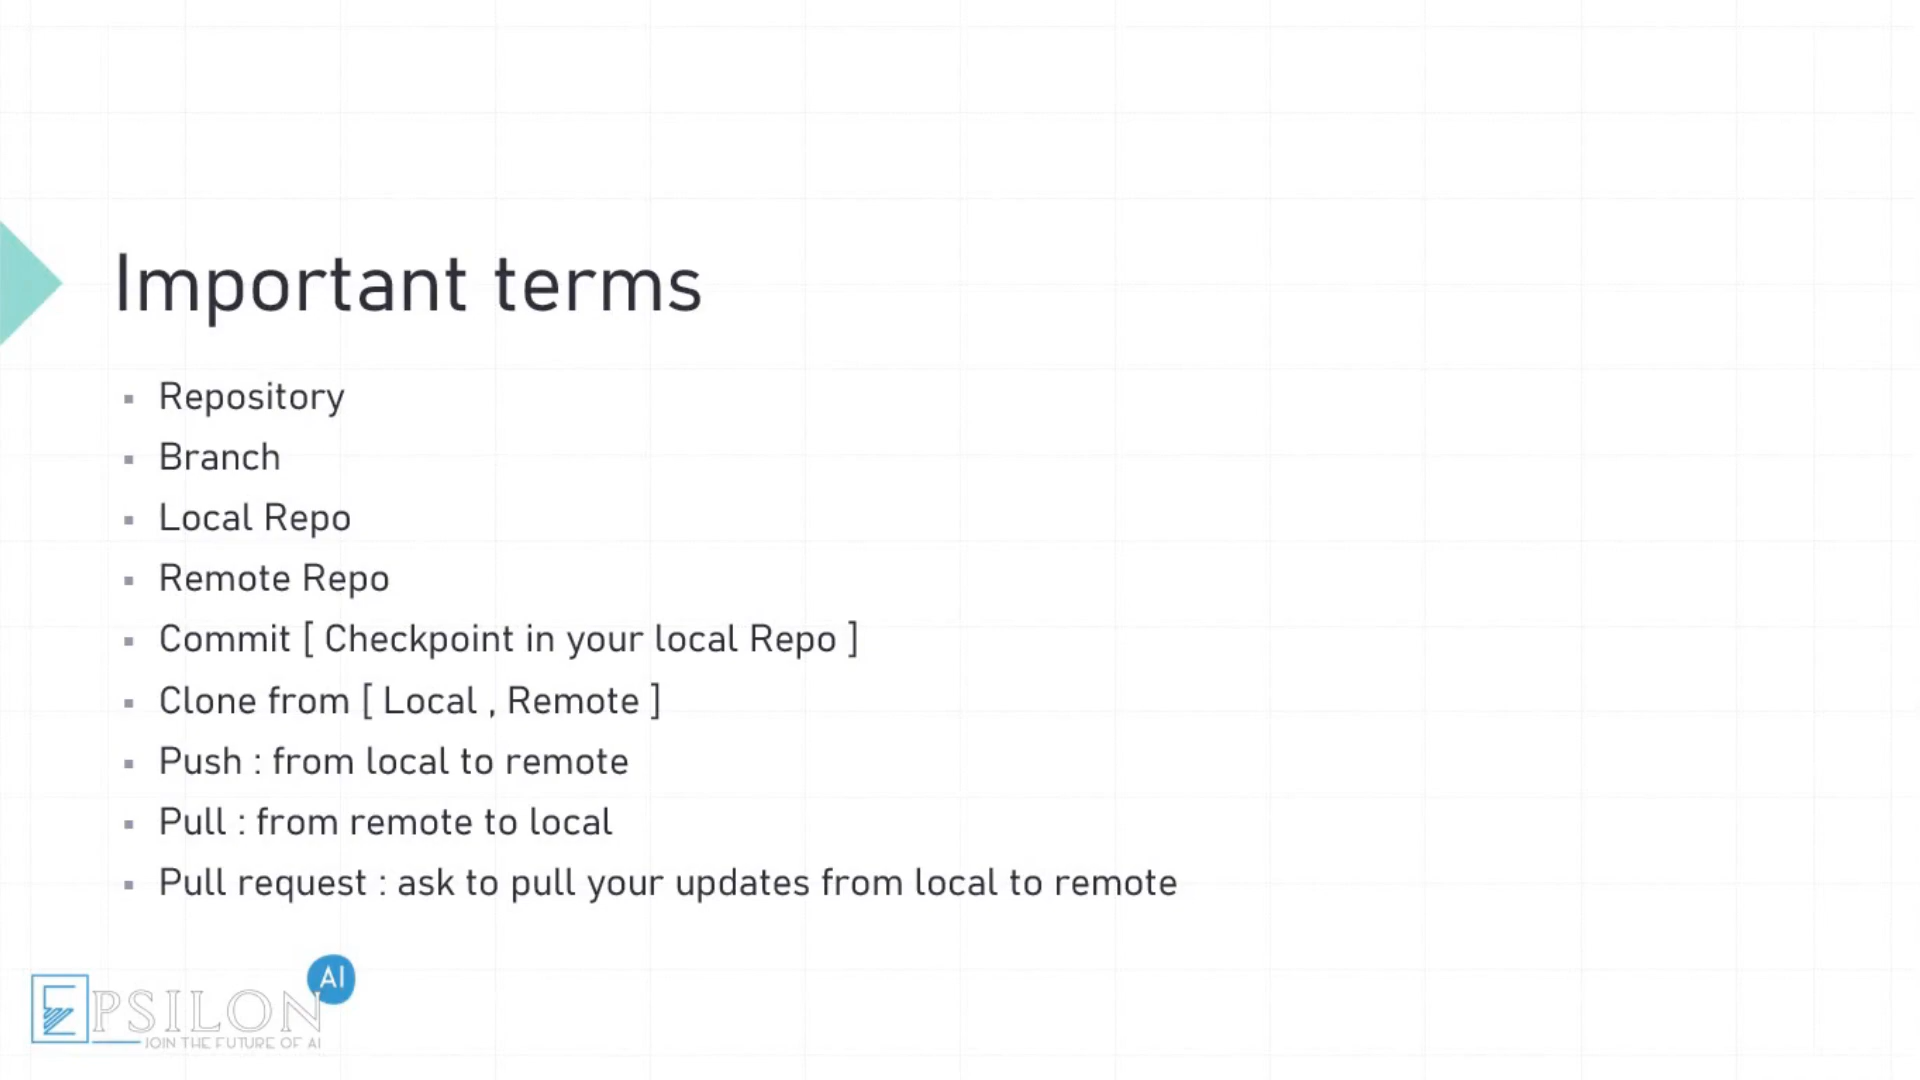 Important terms
▪ Repository
▪ Branch
▪ Local Repo
▪ Remote Repo
▪ Commit [ Checkpoint in your local Repo ]
▪ Clone from [ Local , Remote ]
▪ Push : from local to remote
▪ Pull : from remote to local
▪ Pull request : ask to pull your updates from local to remote
AI
EPSILON
JOIN THE FUTURE OF AI